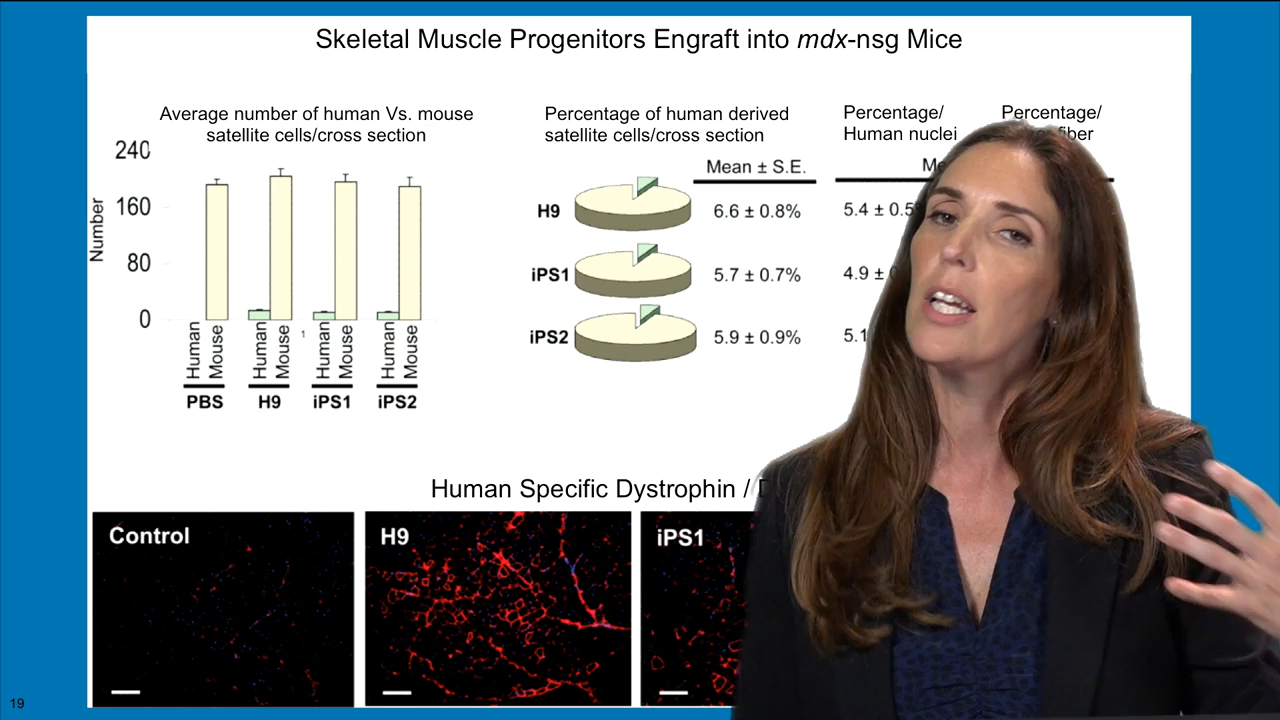 Skeletal Muscle Progenitors Engraft into mdx-nsg Mice
Average number of human Vs. mouse
satellite cells/cross section
240
160
80
0
Number
Human
Mouse
Human
Mouse
Human
Mouse
Human
Mouse
PBS
H9
iPS1
iPS2
Percentage of human derived
satellite cells/cross section
Mean ± S.E.
H9
6.6 ± 0.8%
iPS1
5.7 ± 0.7%
iPS2
5.9 ± 0.9%
Percentage/
Human nuclei
5.4 ± 0.5
4.9 ±
5.1
Percentage/
fiber
Human Specific Dystrophin /
Control
H9
iPS1
19